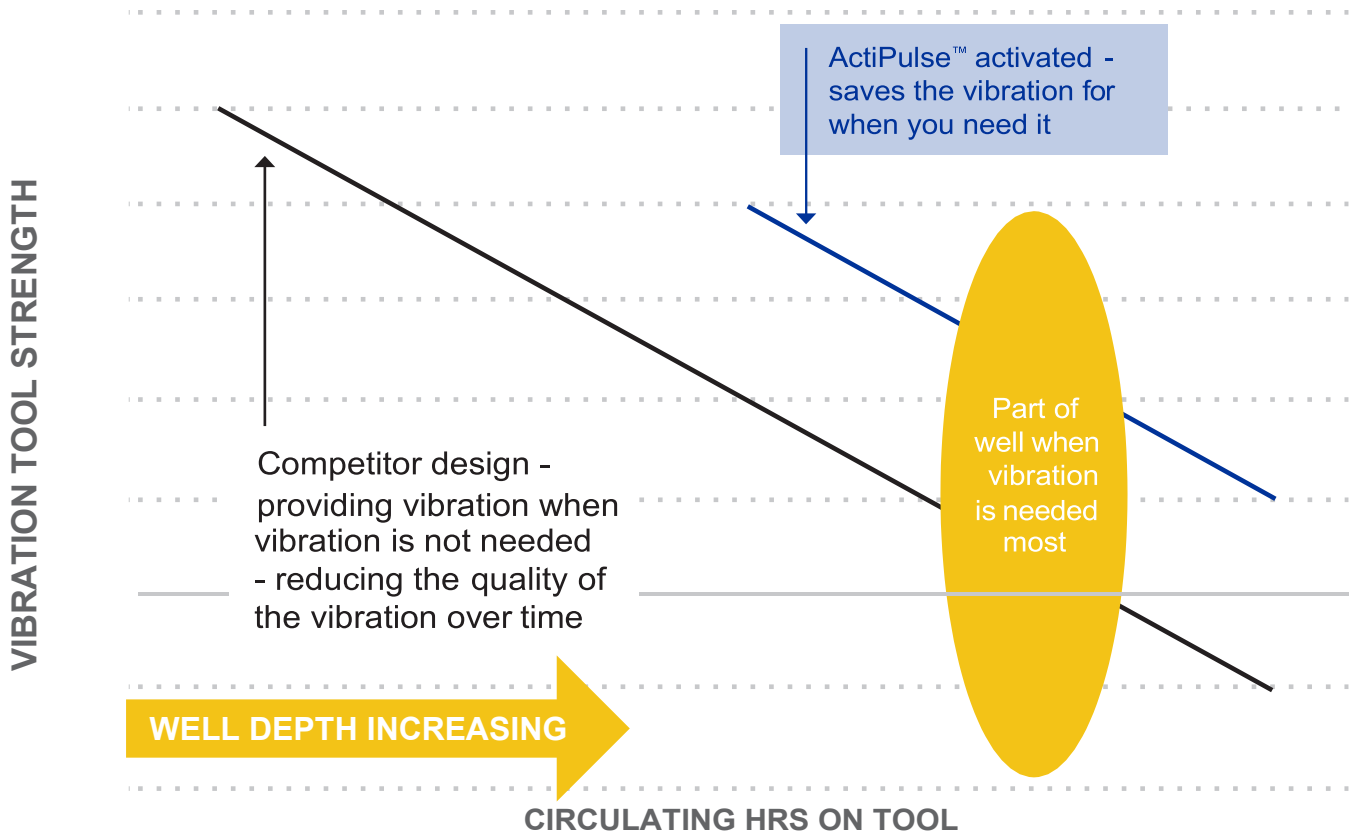 VIBRATION TOOL STRENGTH
ActiPulse™ activated -
saves the vibration for
when you need it
Competitor design -
providing vibration when
vibration is not needed
- reducing the quality of
the vibration over time
Part of
well when
vibration
is needed
most
WELL DEPTH INCREASING
CIRCULATING HRS ON TOOL